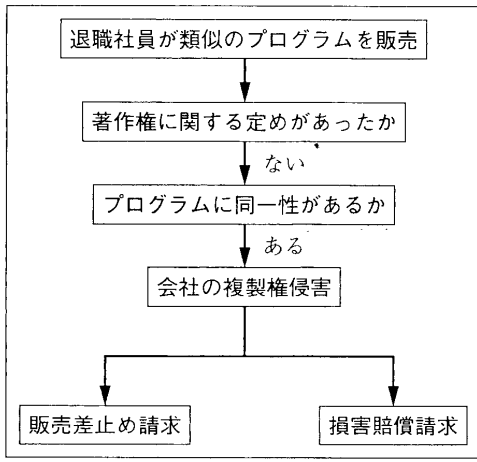 退職社員が類似のプログラムを販売
著作権に関する定めがあったか
ない
プログラムに同一性があるか
ある
会社の複製権侵害
販売差止め請求
損害賠償請求